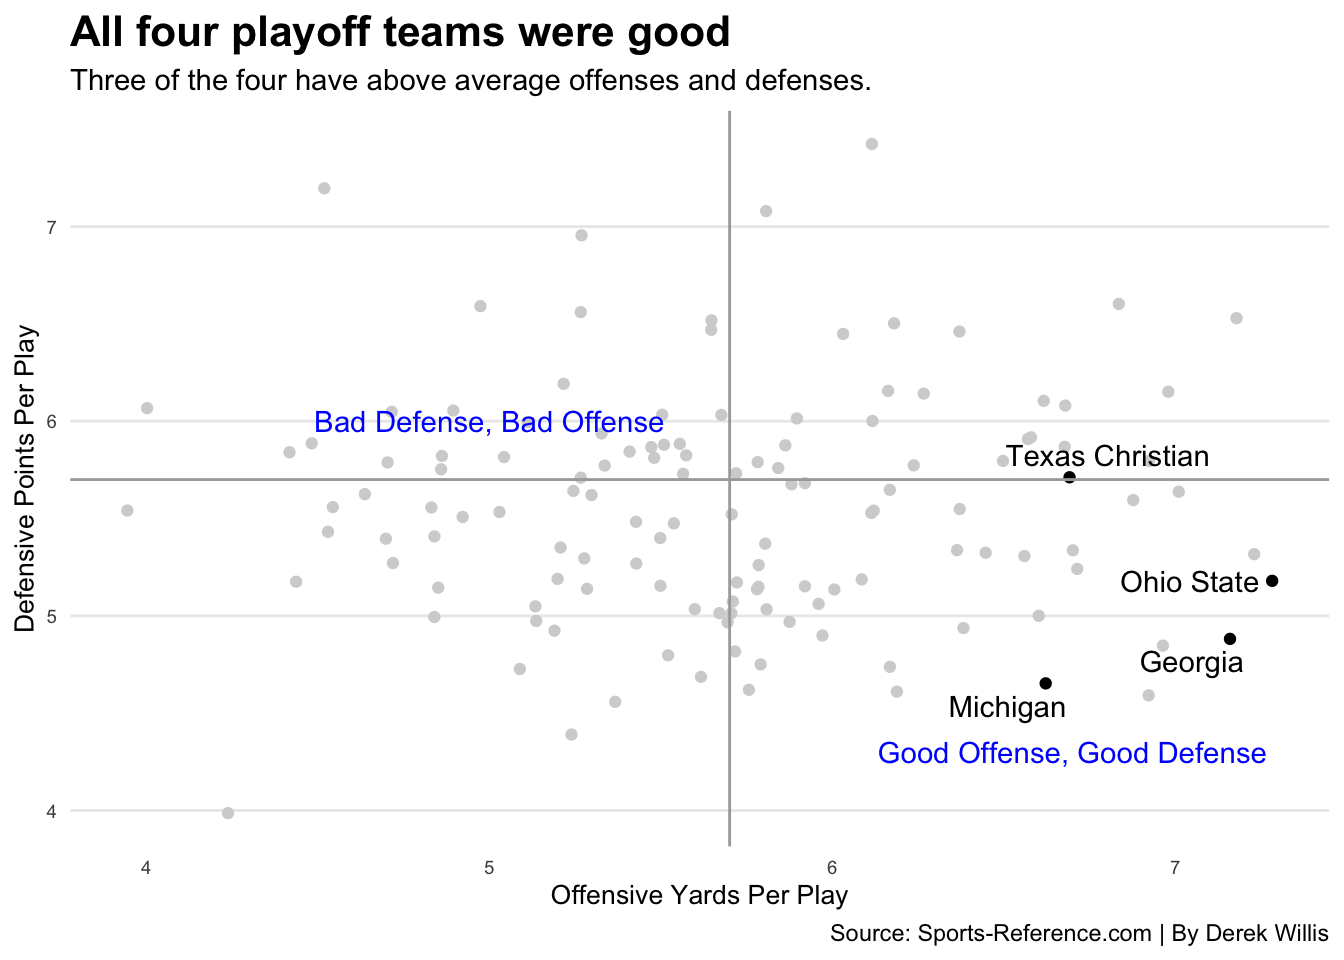 All four playoff teams were good
Three of the four have above average offenses and defenses.
Defensive Points Per Play
7
6
5
4
Bad Defense, Bad Offense
Texas Christian
Ohio State
Georgia
Michigan
Good Offense, Good Defense
4 5 6 7
Offensive Yards Per Play
Source: Sports-Reference.com | By Derek Willis